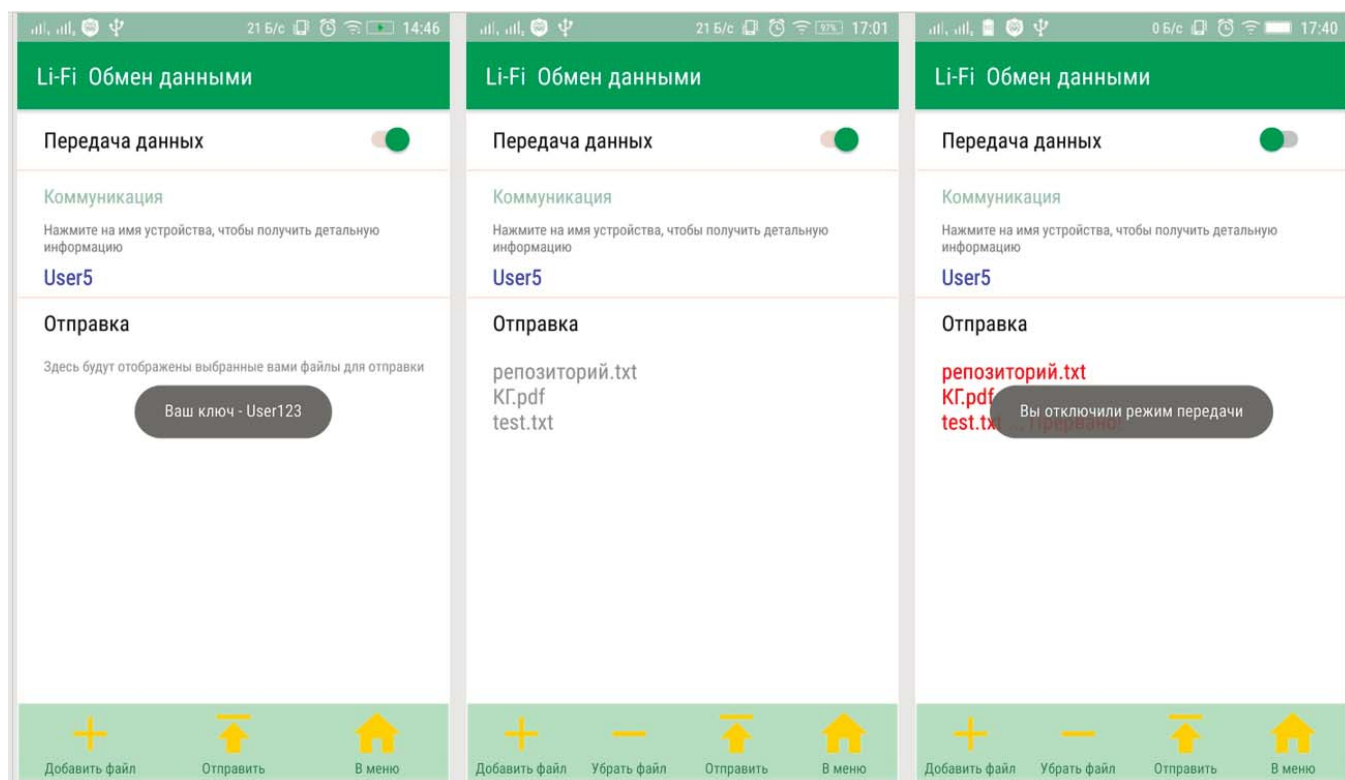 21 Б/с 14:46
Li-Fi Обмен данными
Передача данных
Коммуникация
Нажмите на имя устройства, чтобы получить детальную
информацию
User5
Отправка
Здесь будут отображены выбранные вами файлы для отправки
Ваш ключ - User123
Добавить файл
Отправить
В меню
21 Б/с 97% 17:01
Li-Fi Обмен данными
Передача данных
Коммуникация
Нажмите на имя устройства, чтобы получить детальную
информацию
User5
Отправка
репозиторий.txt
КГ.pdf
test.txt
Добавить файл
Убрать файл
Отправить
В меню
0 Б/с 17:40
Li-Fi Обмен данными
Передача данных
Коммуникация
Нажмите на имя устройства, чтобы получить детальную
информацию
User5
Отправка
репозиторий.txt
КГ.pdf
Вы отключили режим передачи
test.txt ... Прервано!
Добавить файл
Убрать файл
Отправить
В меню